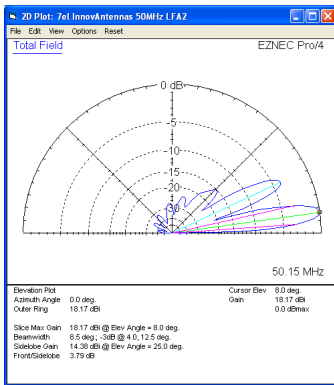 2D Plot: 7el InnovAntennas 50MHz LFA2
File Edit View Options Reset
Total Field EZNEC Pro/4
0 dB
-5
-10
-15
-20
-30
50.15 MHz
Elevation Plot Cursor Elev 8.0 deg.
Azimuth Angle 0.0 deg. Gain 18.17 dBi
Outer Ring 18.17 dBi 0.0 dBmax
Slice Max Gain 18.17 dBi @ Elev Angle = 8.0 deg.
Beamwidth 8.5 deg.; -3dB @ 4.0, 12.5 deg.
Sidelobe Gain 14.38 dBi @ Elev Angle = 25.0 deg.
Front/Sidelobe 3.79 dB